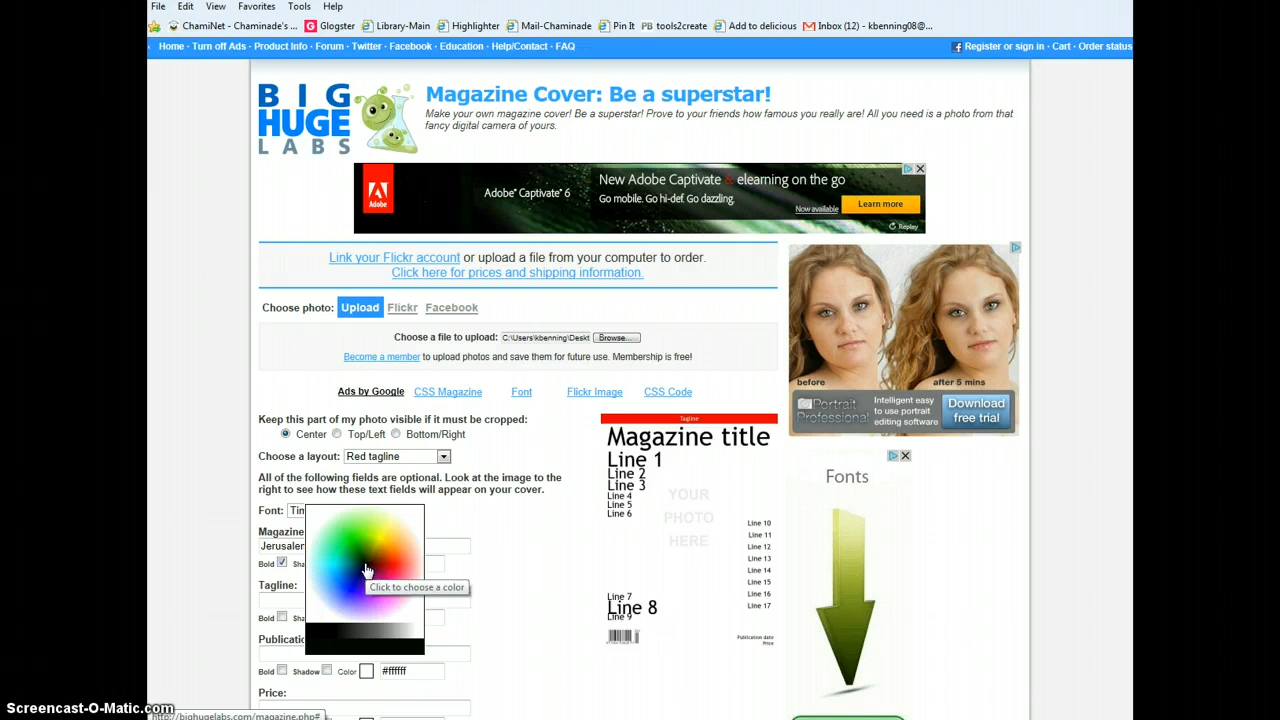 File Edit View Favorites Tools Help
ChamiNet - Chaminade's ... Glogster Library-Main Highlighter Mail-Chaminade Pin It PB tools2create Add to delicious Inbox (12) - kbenning08@...
Home · Turn off Ads · Product Info · Forum · Twitter · Facebook · Education · Help/Contact · FAQ
Register or sign in · Cart · Order status
BIG
HUGE
LABS
Magazine Cover: Be a superstar!
Make your own magazine cover! Be a superstar! Prove to your friends how famous you really are! All you need is a photo from that
fancy digital camera of yours.
Adobe
Adobe® Captivate® 6
New Adobe Captivate 6 elearning on the go
Go mobile. Go hi-def. Go dazzling.
Now available
Learn more
Replay
Link your Flickr account or upload a file from your computer to order.
Click here for prices and shipping information.
Choose photo: Upload Flickr Facebook
Choose a file to upload: C:\Users\kbenning\Deskt Browse...
Become a member to upload photos and save them for future use. Membership is free!
Ads by Google CSS Magazine Font Flickr Image CSS Code
before
after 5 mins
Portrait
Professional
Intelligent easy
to use portrait
editing software
Download
free trial
Keep this part of my photo visible if it must be cropped:
Center Top/Left Bottom/Right
Choose a layout: Red tagline
All of the following fields are optional. Look at the image to the
right to see how these text fields will appear on your cover.
Font: Tim
Magazine
Jerusalem
Bold Sha
Click to choose a color
Tagline:
Bold Sha
Publicatio
Bold Shadow Color #ffffff
Price:
Tagline
Magazine title
Line 1
Line 2
Line 3
Line 4
Line 5
Line 6
YOUR
PHOTO
HERE
Line 10
Line 11
Line 12
Line 13
Line 14
Line 15
Line 16
Line 17
Line 7
Line 8
Line 9
Publication date
Price
Fonts
Screencast-O-Matic.com
http://bighugelabs.com/magazine.php#